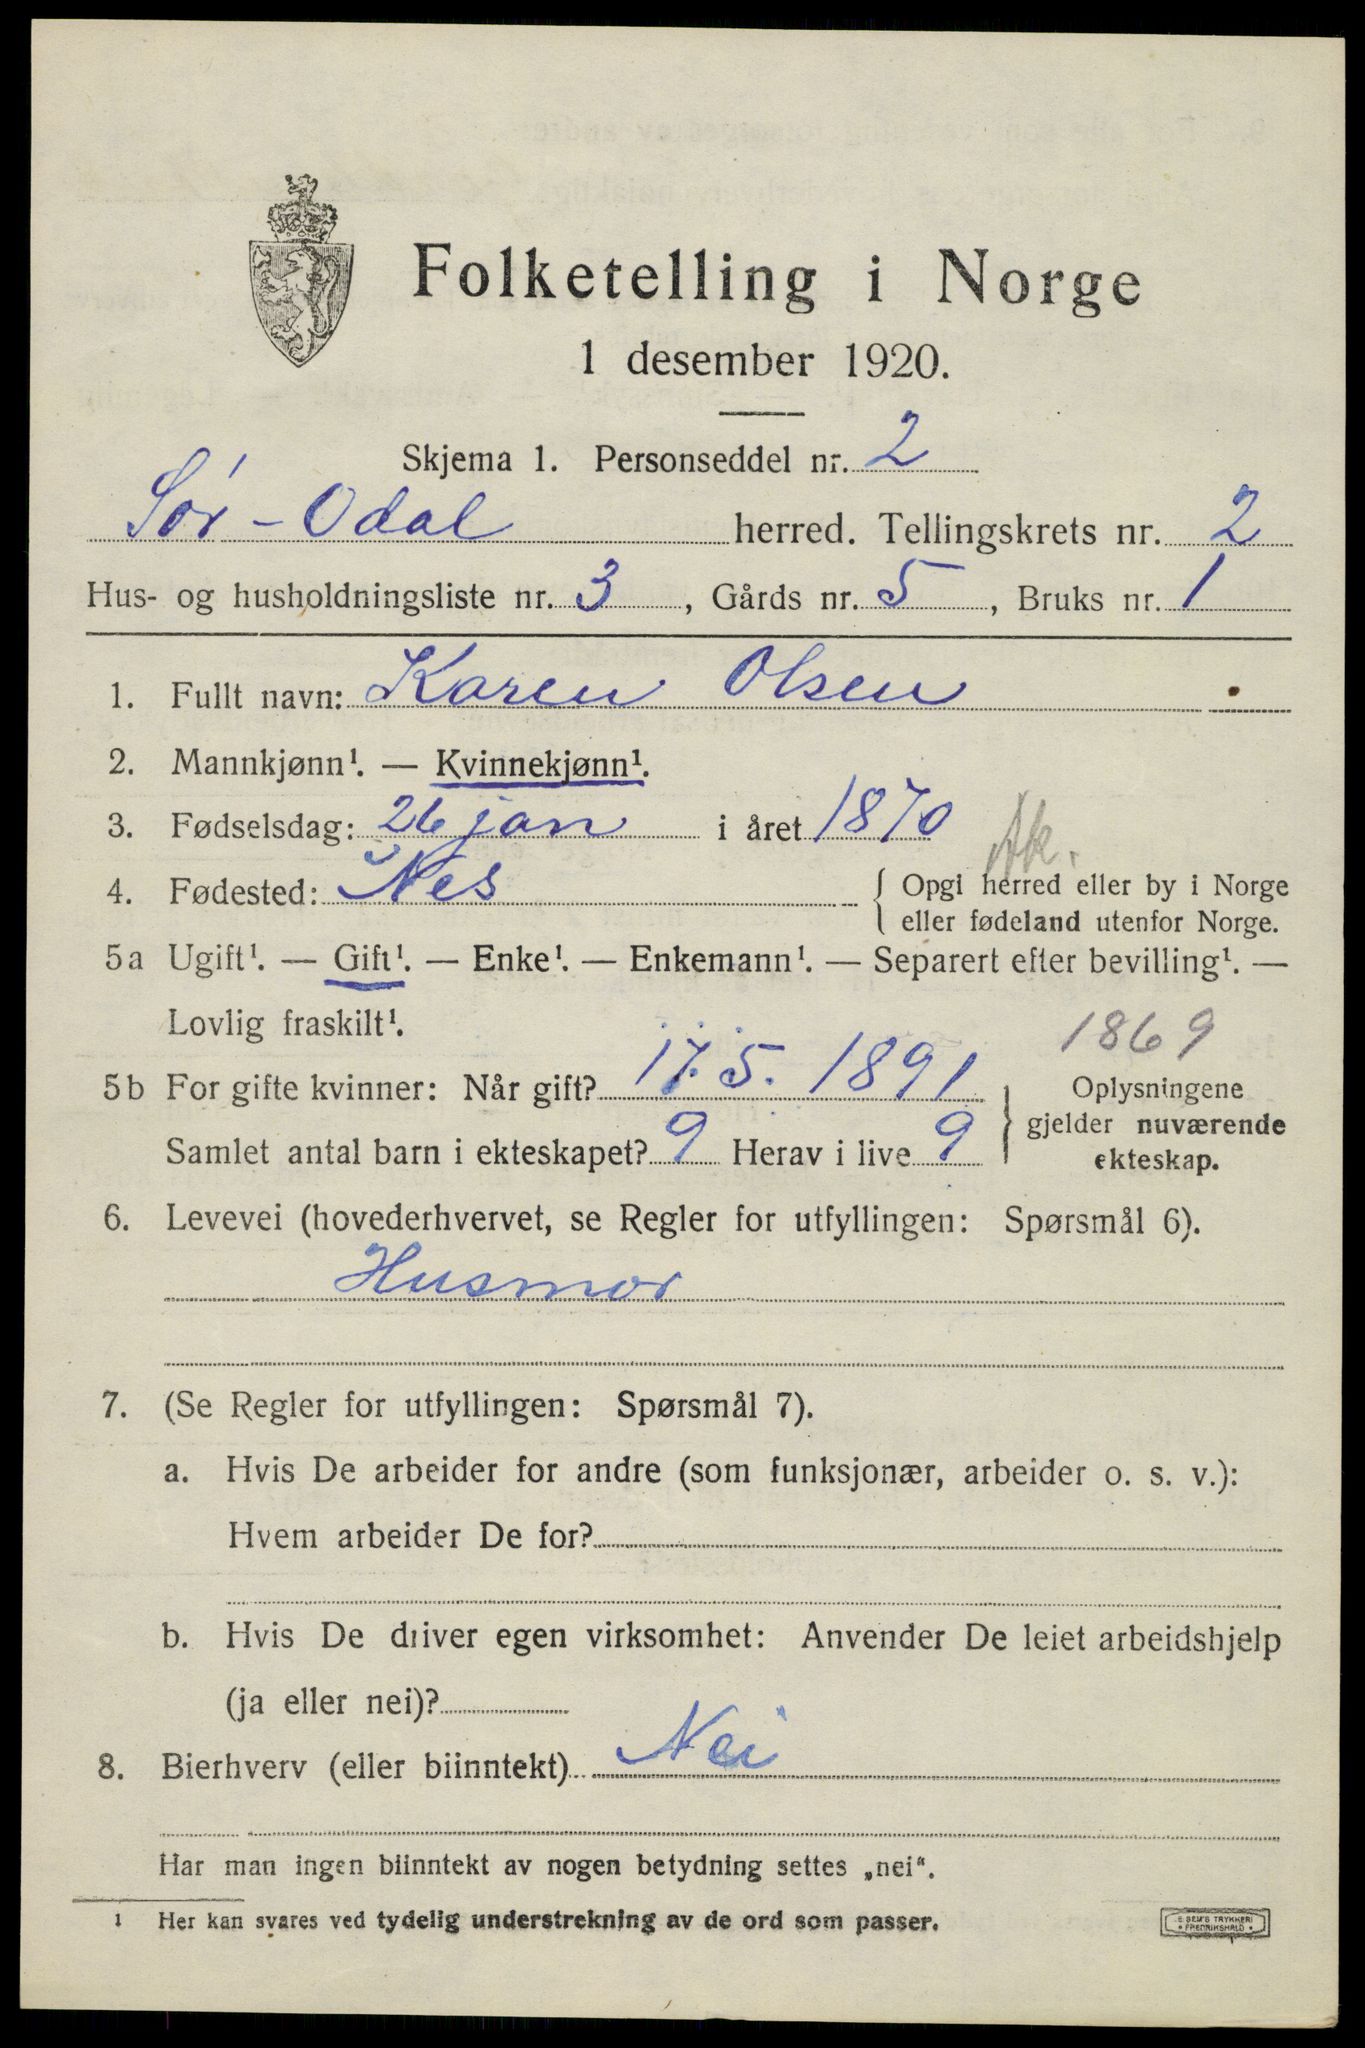 Folketelling i Norge
1 desember 1920.
Skjema 1. Personseddel nr. 2
Sør-Odal herred. Tellingskrets nr. 2
Hus- og husholdningsliste nr. 3, Gårds nr. 5, Bruks nr. 1
1. Fullt navn: Karen Olsen
2. Mannkjønn¹. — Kvinnekjønn¹.
3. Fødselsdag: 26 jan i året 1870
Ak.
4. Fødested: Nes { Opgi herred eller by i Norge
eller fødeland utenfor Norge.
5a Ugift¹. — Gift¹. — Enke¹. — Enkemann¹. — Separert efter bevilling¹. —
Lovlig fraskilt¹.
1869
5b For gifte kvinner: Når gift? 17.5. 1891 } Oplysningene
gjelder nuværende
Samlet antal barn i ekteskapet? 9 Herav i live 9
ekteskap.
6. Levevei (hovederhvervet, se Regler for utfyllingen: Spørsmål 6).
Husmor
7. (Se Regler for utfyllingen: Spørsmål 7).
a. Hvis De arbeider for andre (som funksjonær, arbeider o. s. v.):
Hvem arbeider De for?
b. Hvis De driver egen virksomhet: Anvender De leiet arbeidshjelp
(ja eller nei)?
8. Bierhverv (eller biinntekt) Nei
Har man ingen biinntekt av nogen betydning settes „nei“.
1 Her kan svares ved tydelig understrekning av de ord som passer.
E SEM'S TRYKKERI
FREDRIKSHALD